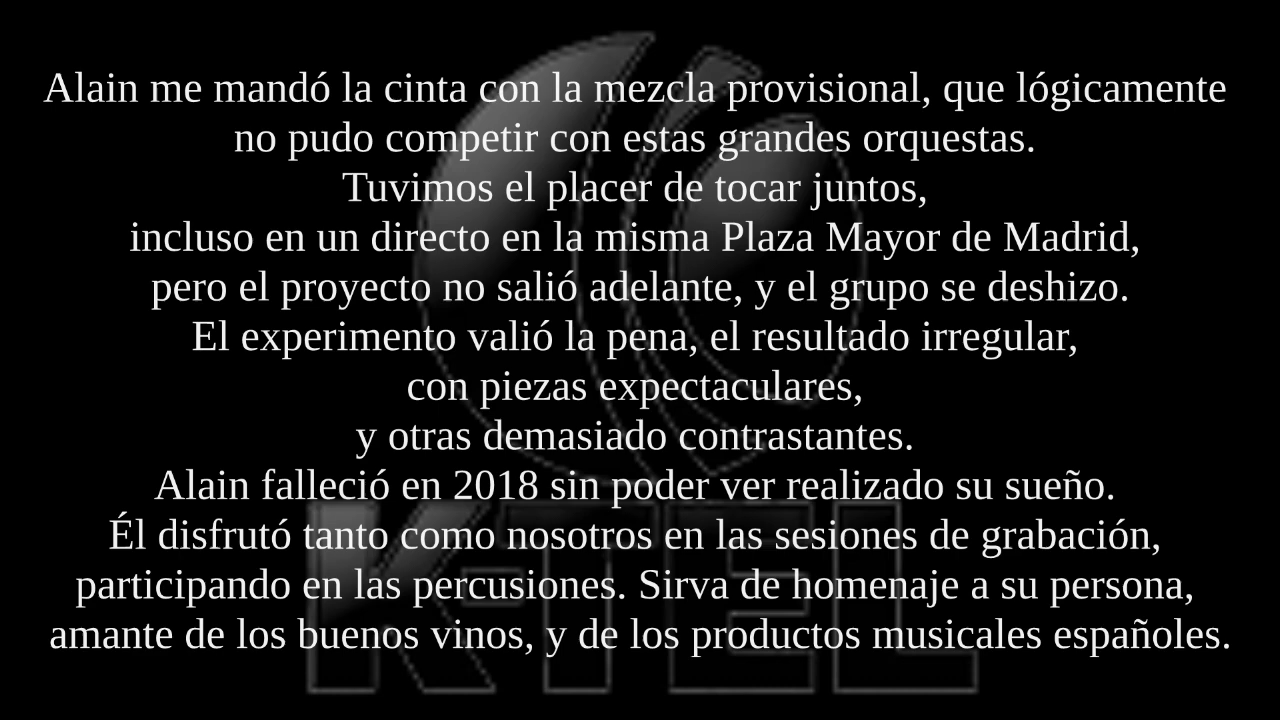 Alain me mandó la cinta con la mezcla provisional, que lógicamente
no pudo competir con estas grandes orquestas.
Tuvimos el placer de tocar juntos,
incluso en un directo en la misma Plaza Mayor de Madrid,
pero el proyecto no salió adelante, y el grupo se deshizo.
El experimento valió la pena, el resultado irregular,
con piezas expectaculares,
y otras demasiado contrastantes.
Alain falleció en 2018 sin poder ver realizado su sueño.
Él disfrutó tanto como nosotros en las sesiones de grabación,
participando en las percusiones. Sirva de homenaje a su persona,
amante de los buenos vinos, y de los productos musicales españoles.
K-TEL